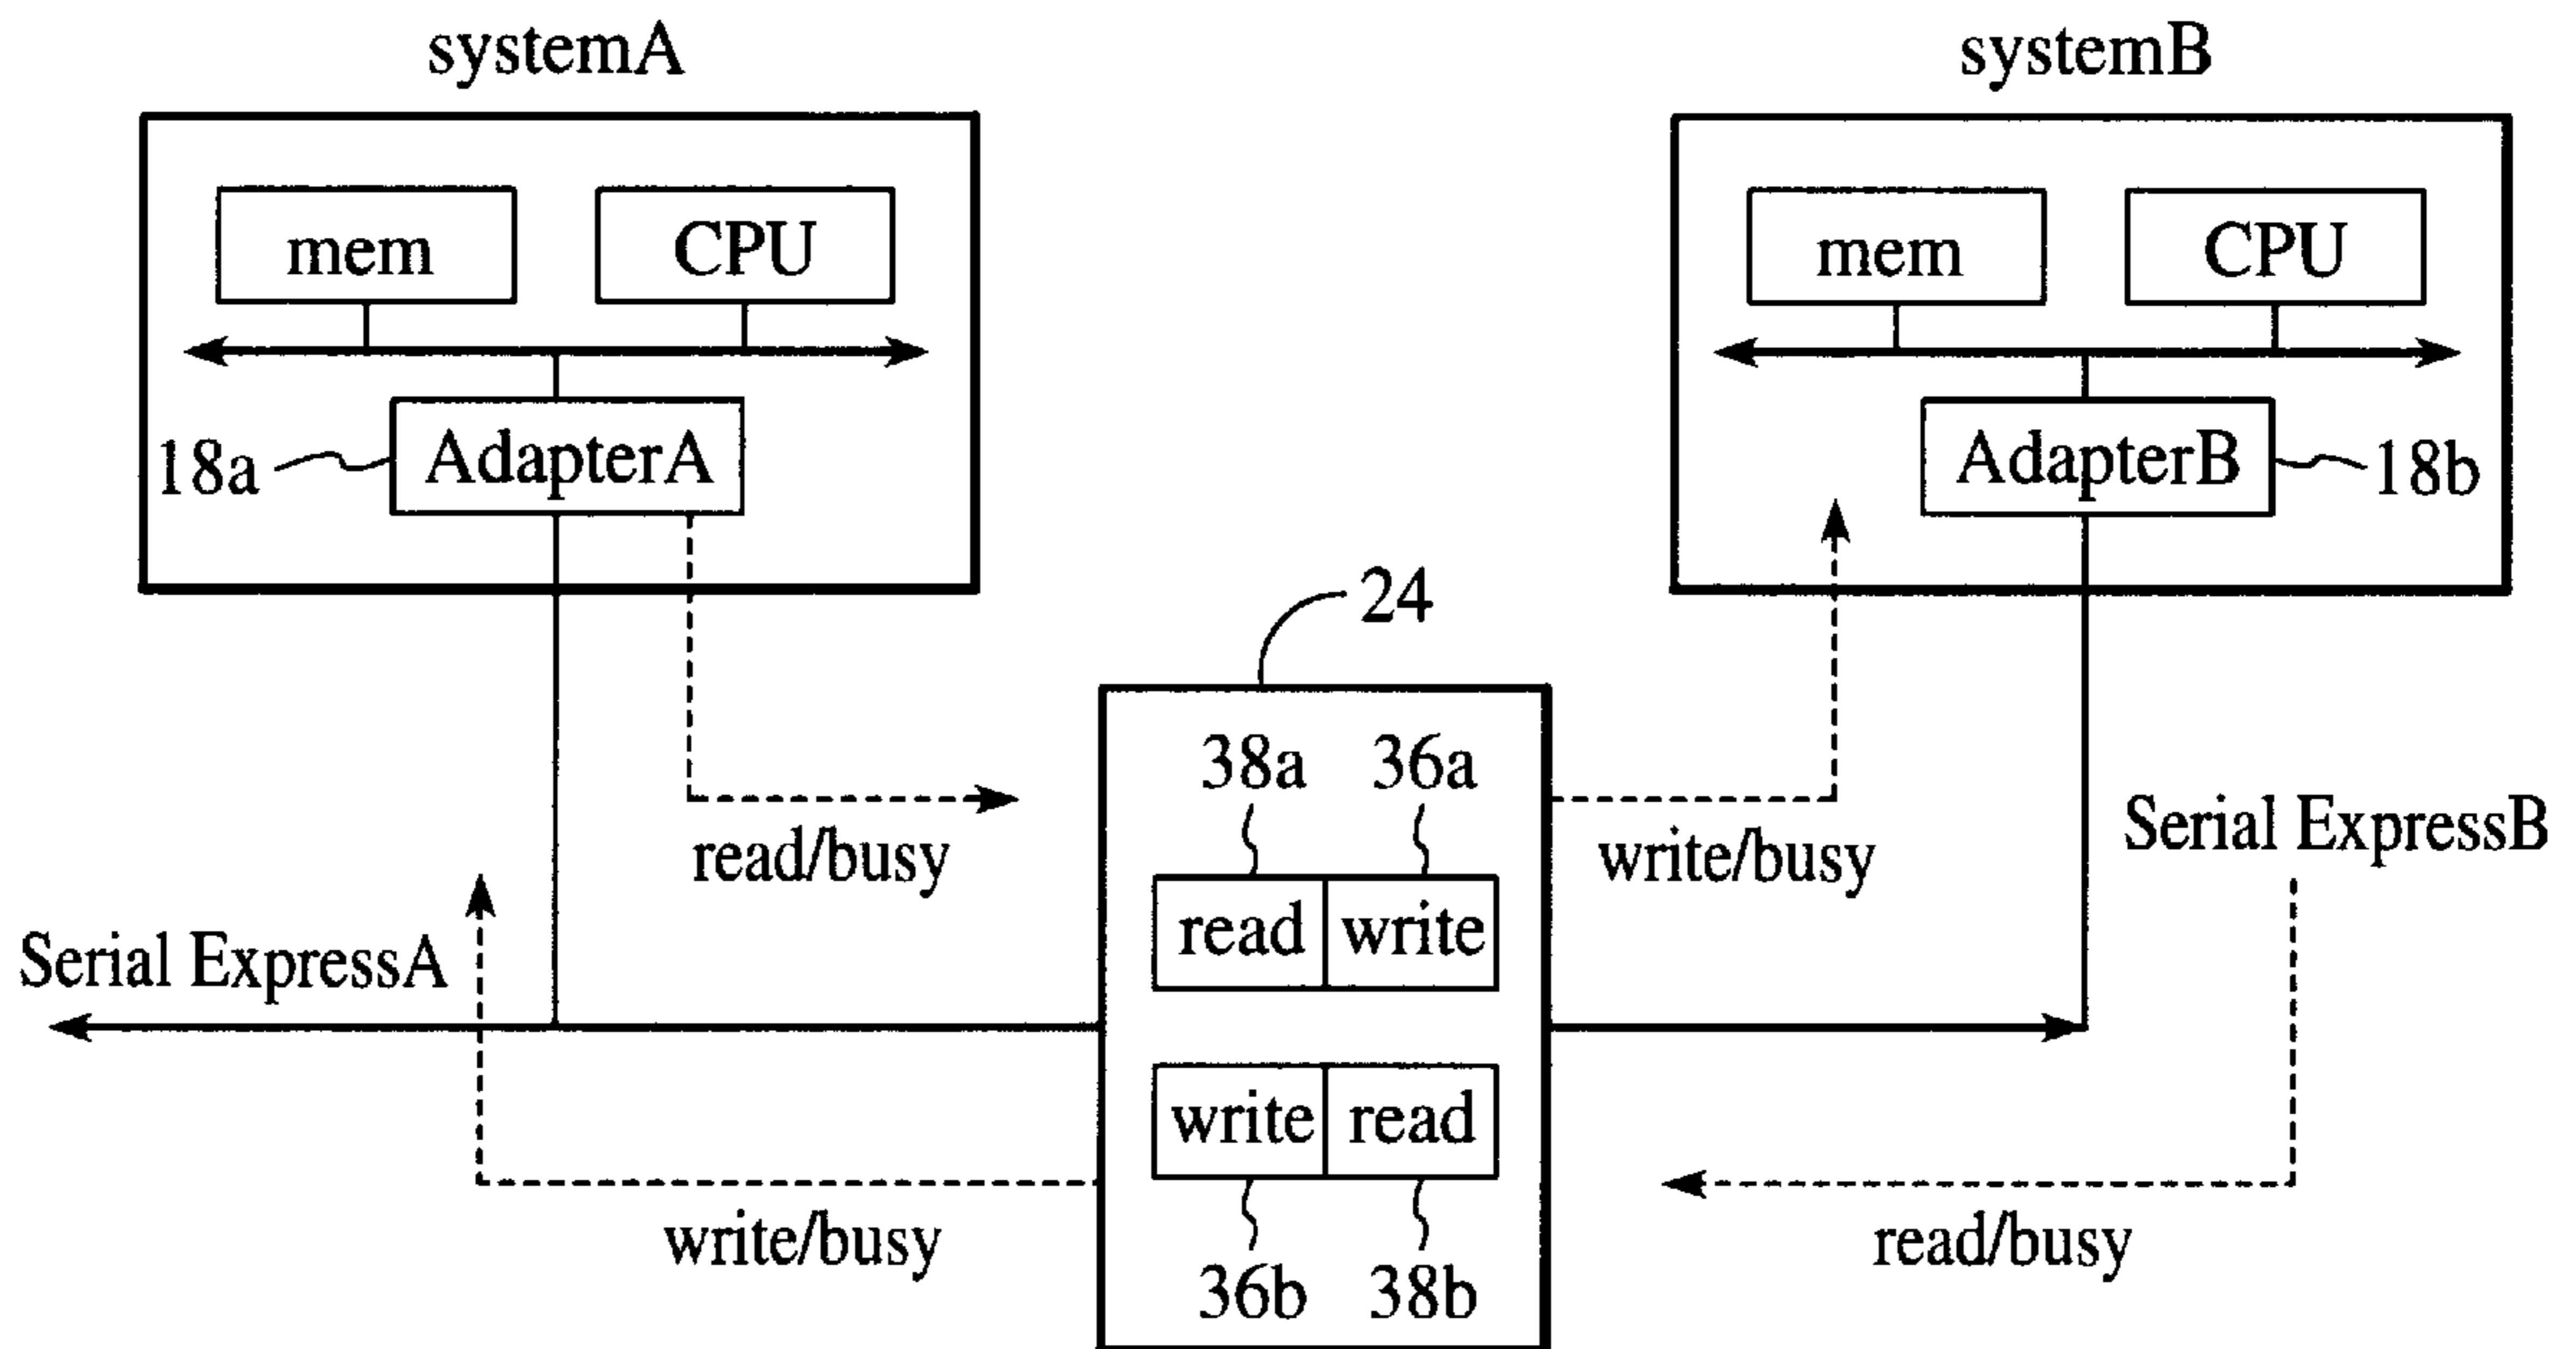 systemA
systemB
mem
CPU
mem
CPU
18a
AdapterA
AdapterB
18b
24
38a
36a
read/busy
write/busy
Serial ExpressB
read
write
Serial ExpressA
write
read
write/busy
read/busy
36b
38b